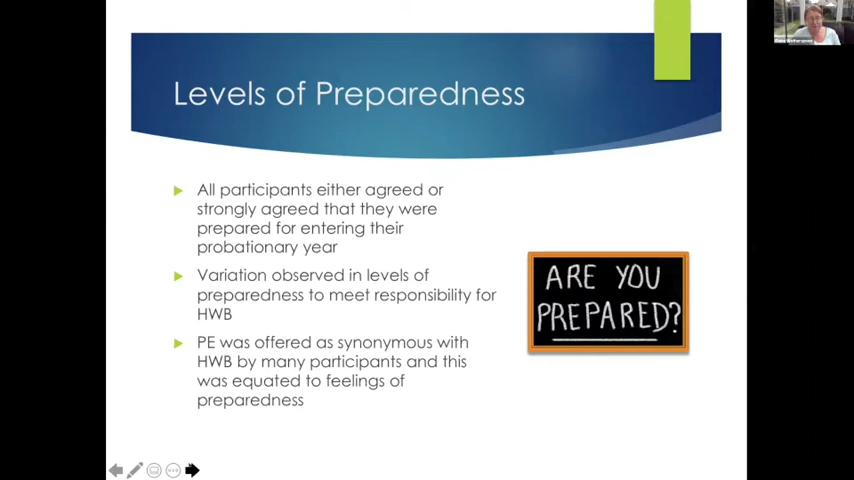 Levels of Preparedness
All participants either agreed or
strongly agreed that they were
prepared for entering their
probationary year
Variation observed in levels of
preparedness to meet responsibility for
HWB
PE was offered as synonymous with
HWB by many participants and this
was equated to feelings of
preparedness
ARE YOU
PREPARED?